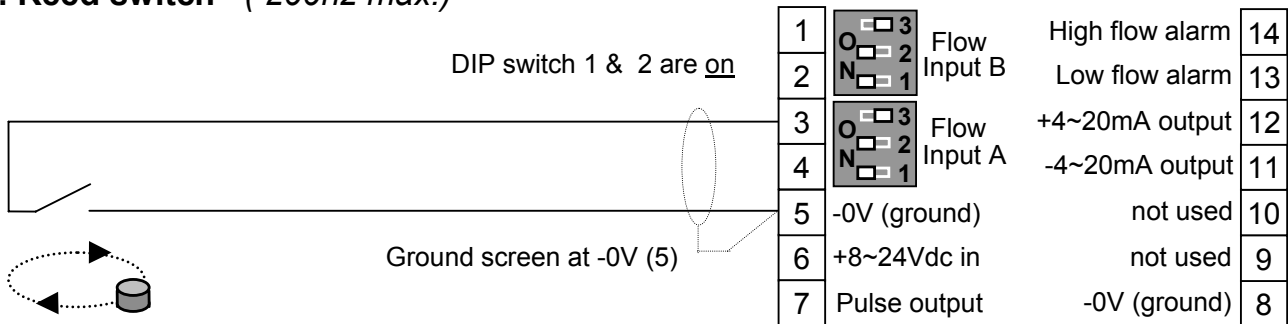 Reed switch (~200hz max.)
DIP switch 1 & 2 are on
Ground screen at -0V (5)
1
2
3
4
5 -0V (ground)
6 +8~24Vdc in
7 Pulse output
O N 3 2 1
Flow Input B
O N 3 2 1
Flow Input A
High flow alarm 14
Low flow alarm 13
+4~20mA output 12
-4~20mA output 11
not used 10
not used 9
-0V (ground) 8